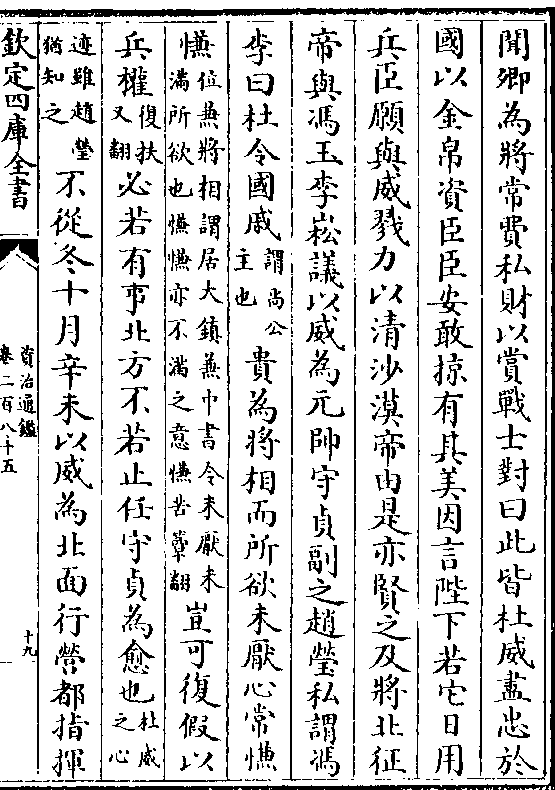 聞卿為將常費私財以賞戰士對曰此皆杜威盡忠於
國以金帛資臣臣安敢掠有其美因言陛下若它日用
兵臣願與威戮力以清沙漠帝由是亦賢之及將北征
帝與馮玉李崧議以威為元帥守貞副之趙瑩私謂馮
李曰杜令國戚謂尚公主也貴為將相而所欲未厭心常慊
慊位兼將相謂居大鎮兼中書令未厭未滿所欲也慊慊亦不滿之意慊苦簟翻豈可復假以
兵權復扶又翻必若有事北方不若止任守貞為愈也杜威之心
迹雖趙瑩猶知之不從冬十月辛未以威為北面行營都指揮
欽定四庫全書
資治通鑑
卷二百八十五
十九